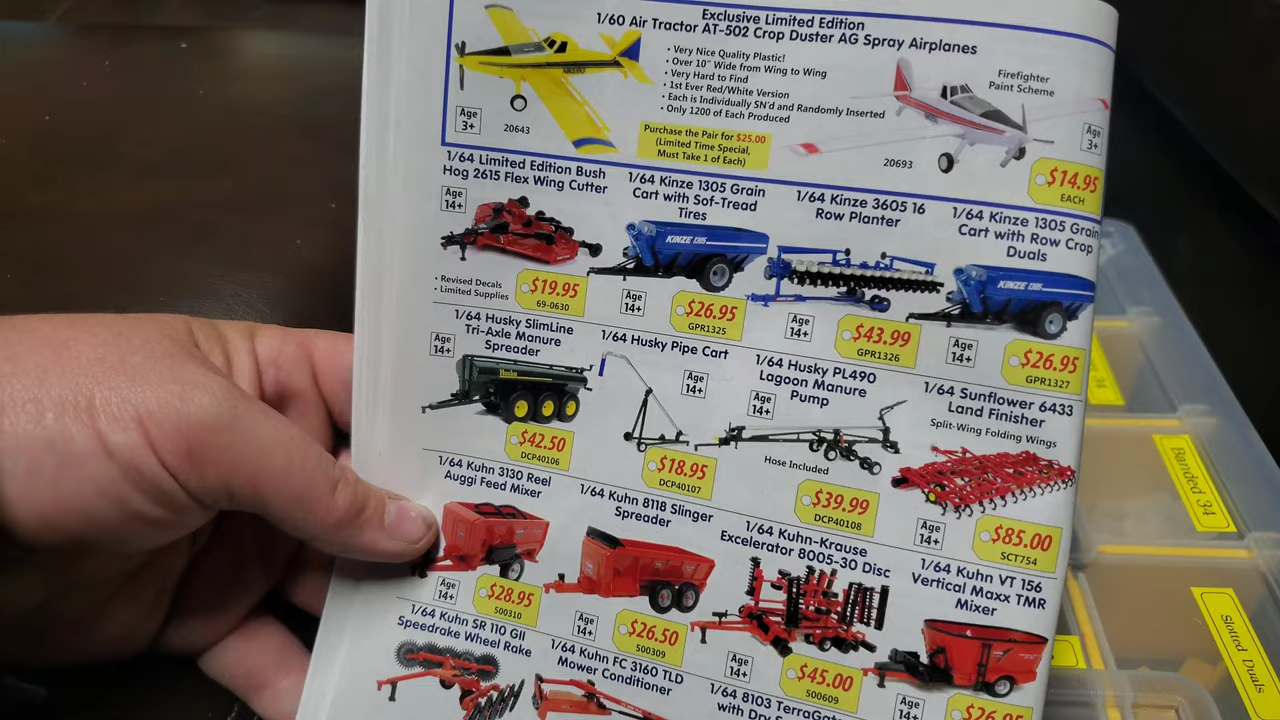 Exclusive Limited Edition
1/60 Air Tractor AT-502 Crop Duster AG Spray Airplanes
• Very Nice Quality Plastic!
• Over 10" Wide from Wing to Wing
• Very Hard to Find
• 1st Ever Red/White Version
• Each is Individually SN'd and Randomly Inserted
• Only 1200 of Each Produced
Firefighter
Paint Scheme
Age
3+
20643
Purchase the Pair for $25.00
(Limited Time Special,
Must Take 1 of Each)
20693
Age
3+
$14.95
EACH
1/64 Limited Edition Bush
Hog 2615 Flex Wing Cutter
Age
14+
• Revised Decals
• Limited Supplies
$19.95
69-0630
1/64 Kinze 1305 Grain
Cart with Sof-Tread
Tires
KINZE 1305
Age
14+
$26.95
GPR1325
1/64 Kinze 3605 16
Row Planter
Age
14+
$43.99
GPR1326
1/64 Kinze 1305 Grain
Cart with Row Crop
Duals
KINZE 1305
Age
14+
$26.95
GPR1327
1/64 Husky SlimLine
Tri-Axle Manure
Spreader
Age
14+
Husky
$42.50
DCP40106
1/64 Husky Pipe Cart
Age
14+
$18.95
DCP40107
1/64 Husky PL490
Lagoon Manure
Pump
Age
14+
Hose Included
$39.99
DCP40108
1/64 Sunflower 6433
Land Finisher
Split-Wing Folding Wings
Age
14+
$85.00
SCT754
1/64 Kuhn 3130 Reel
Auggi Feed Mixer
Age
14+
$28.95
500310
1/64 Kuhn 8118 Slinger
Spreader
Age
14+
$26.50
500309
1/64 Kuhn-Krause
Excelerator 8005-30 Disc
Age
14+
$45.00
500609
1/64 Kuhn VT 156
Vertical Maxx TMR
Mixer
Age
14+
$26.95
1/64 Kuhn SR 110 GII
Speedrake Wheel Rake
1/64 Kuhn FC 3160 TLD
Mower Conditioner
1/64 8103 TerraGat
with Dry S
Banded 34
Slotted Duals